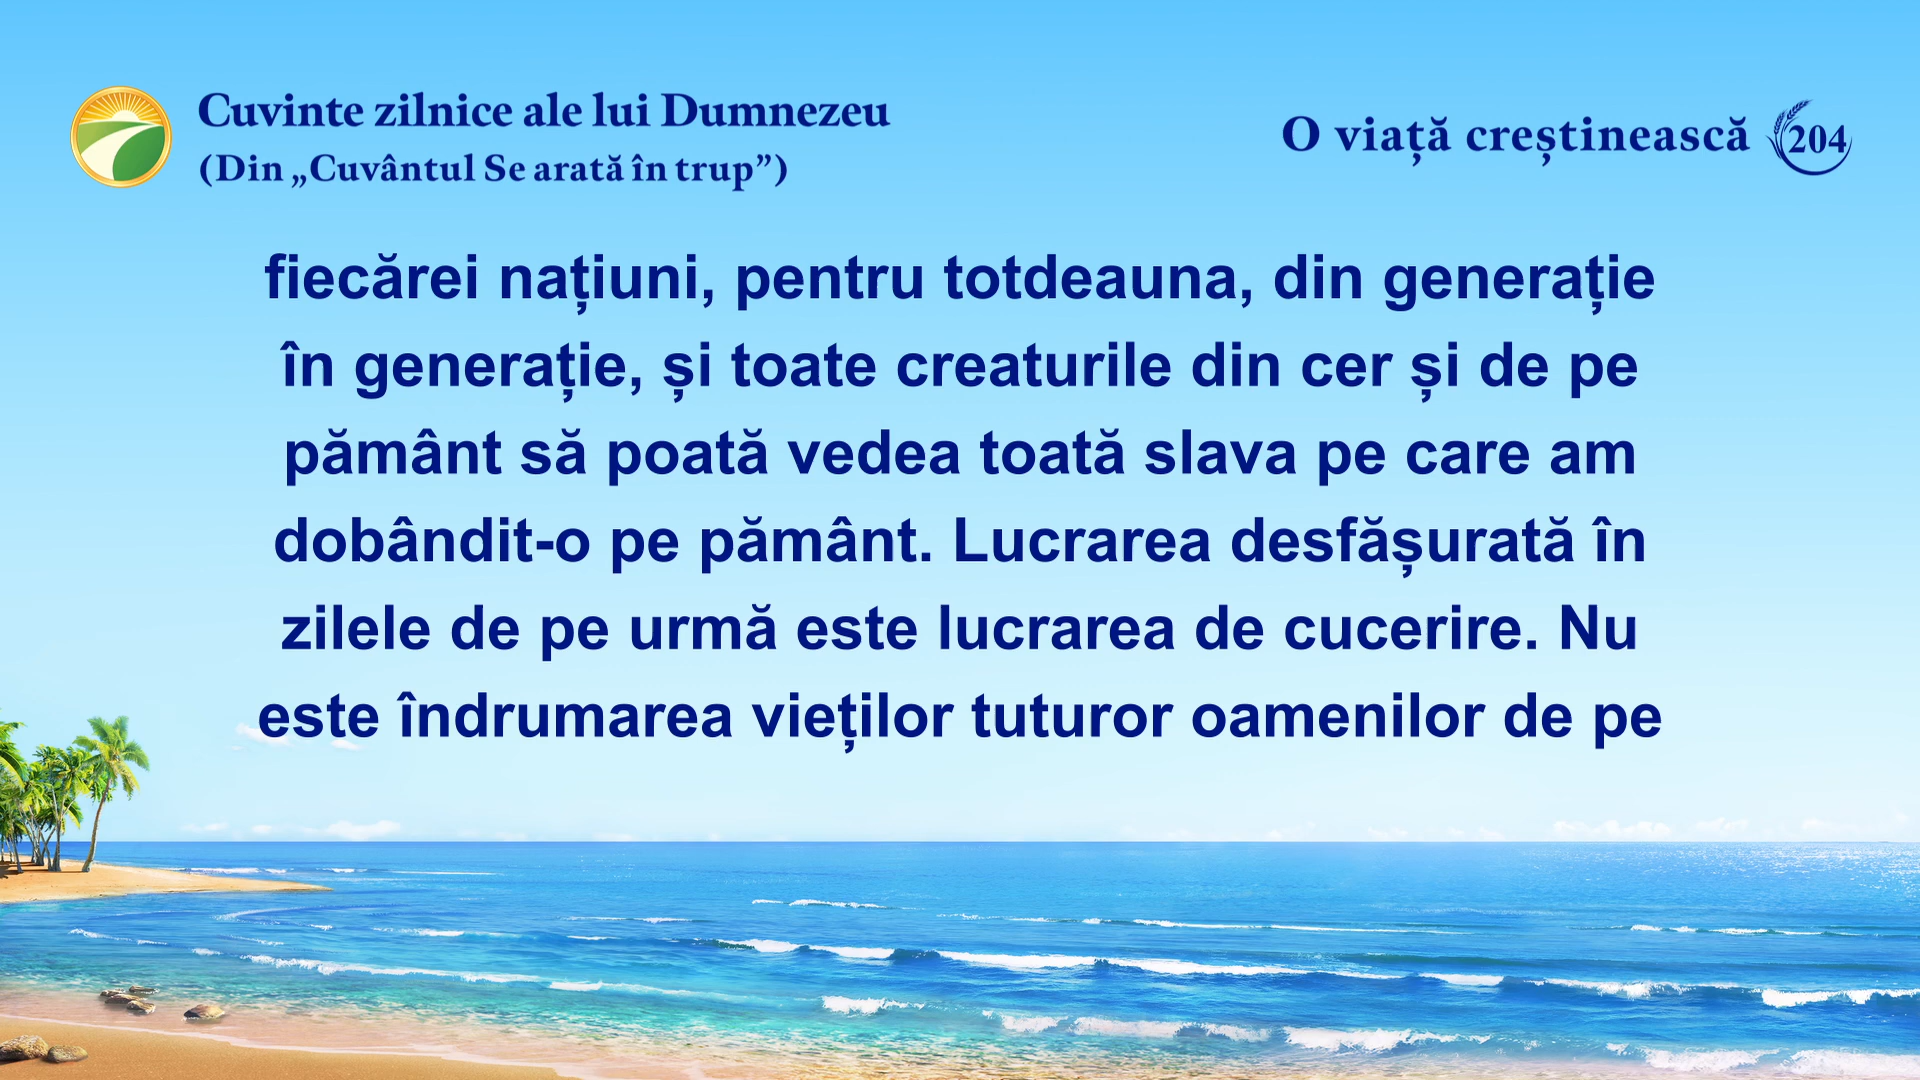 Cuvinte zilnice ale lui Dumnezeu
(Din „Cuvântul Se arată în trup”)
O viață creștinească 204
fiecărei națiuni, pentru totdeauna, din generație
în generație, și toate creaturile din cer și de pe
pământ să poată vedea toată slava pe care am
dobândit-o pe pământ. Lucrarea desfășurată în
zilele de pe urmă este lucrarea de cucerire. Nu
este îndrumarea vieților tuturor oamenilor de pe